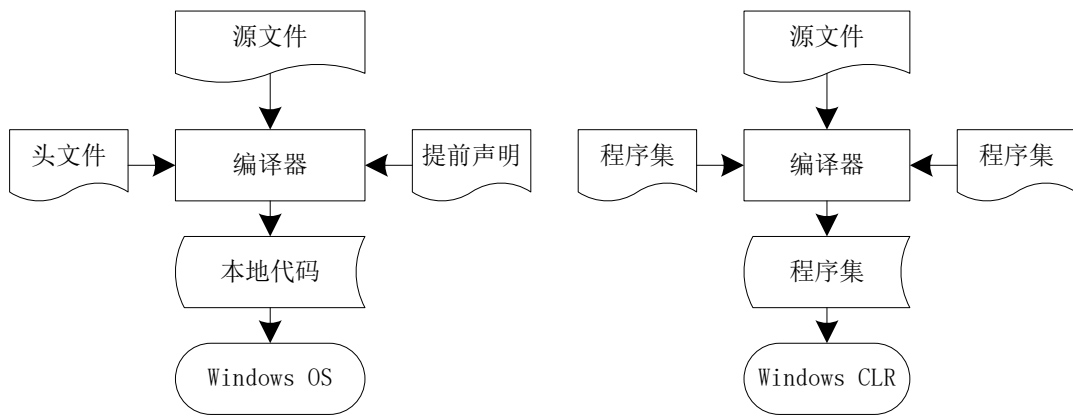 源文件
头文件
编译器
提前声明
本地代码
Windows OS
源文件
程序集
编译器
程序集
程序集
Windows CLR